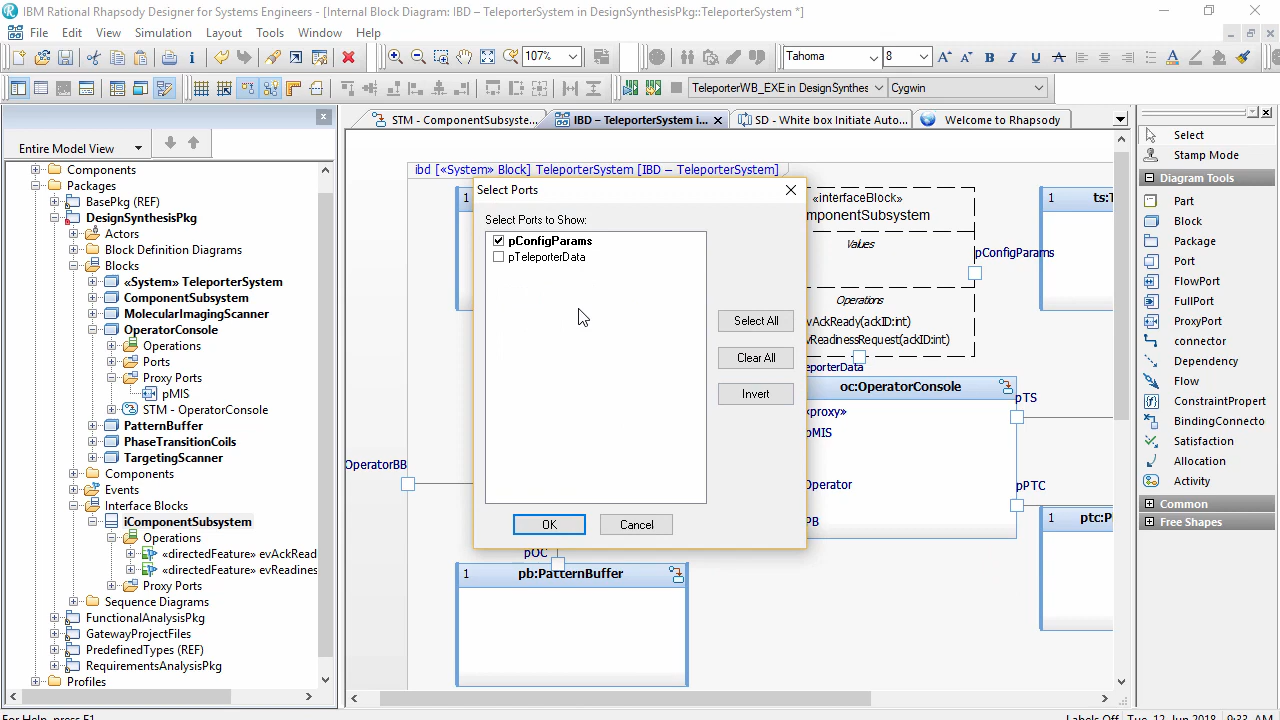 IBM Rational Rhapsody Designer for Systems Engineers - [Internal Block Diagram: IBD – TeleporterSystem in DesignSynthesisPkg::TeleporterSystem *]
File Edit View Simulation Layout Tools Window Help
107% Tahoma 8
TeleporterWB_EXE in DesignSynthes Cygwin
Entire Model View
Components
Packages
BasePkg (REF)
DesignSynthesisPkg
Actors
Block Definition Diagrams
Blocks
«System» TeleporterSystem
ComponentSubsystem
MolecularImagingScanner
OperatorConsole
Operations
Ports
Proxy Ports
pMIS
STM - OperatorConsole
PatternBuffer
PhaseTransitionCoils
TargetingScanner
Components
Events
Interface Blocks
iComponentSubsystem
Operations
«directedFeature» evAckRead
«directedFeature» evReadines
Proxy Ports
Sequence Diagrams
FunctionalAnalysisPkg
GatewayProjectFiles
PredefinedTypes (REF)
RequirementsAnalysisPkg
Profiles
STM - ComponentSubsyste...
IBD – TeleporterSystem i...
SD - White box Initiate Auto...
Welcome to Rhapsody
ibd [«System» Block] TeleporterSystem [IBD – TeleporterSystem]
1
«interfaceBlock»
omponentSubsystem
Values
Operations
vAckReady(ackID:int)
vReadinessRequest(ackID:int)
pConfigParams
1 ts:T
eporterData
oc:OperatorConsole
«proxy»
pMIS
Operator
PB
pTS
pPTC
1 ptc:P
OperatorBB
pOC
1 pb:PatternBuffer
Select Ports
Select Ports to Show:
pConfigParams
pTeleporterData
Select All
Clear All
Invert
OK
Cancel
Select
Stamp Mode
Diagram Tools
Part
Block
Package
Port
FlowPort
FullPort
ProxyPort
connector
Dependency
Flow
ConstraintPropert
BindingConnecto
Satisfaction
Allocation
Activity
Common
Free Shapes
For Help, press F1
Labels Off Tue, 12 Jun 2018 9:33 AM